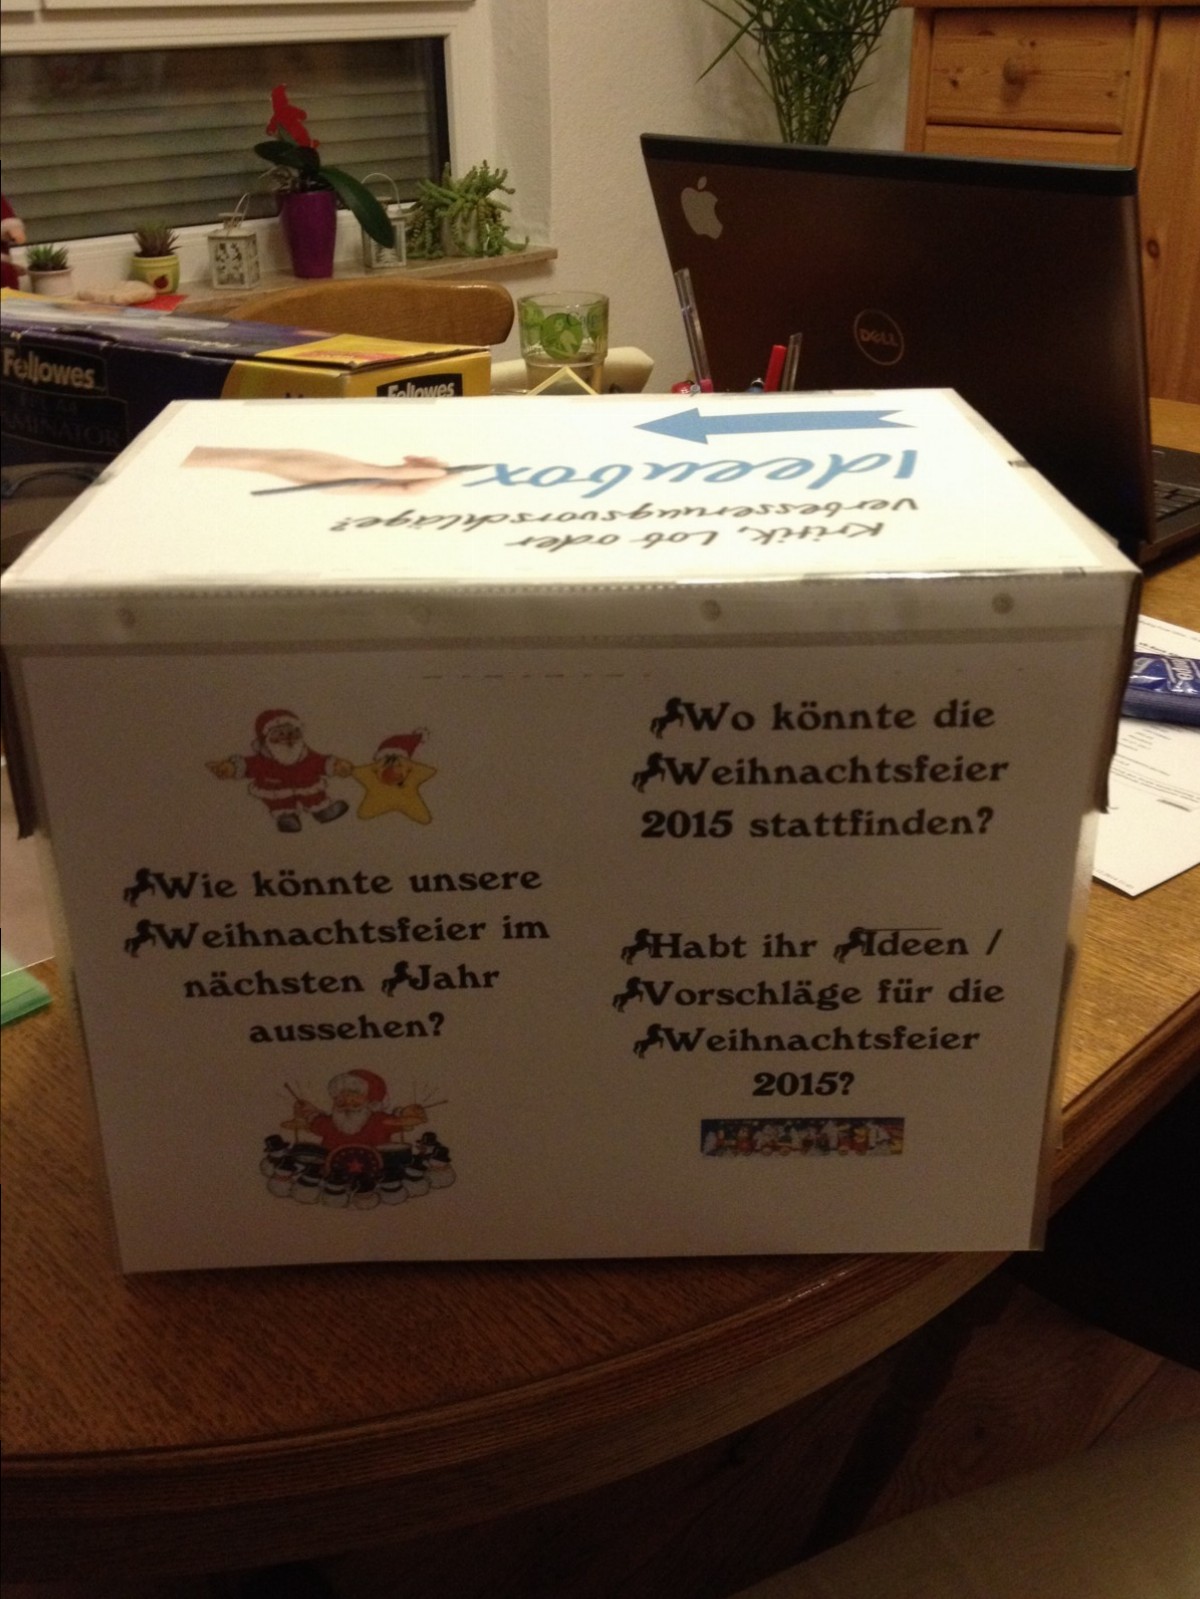 Fellowes
Fellowes
LAMINATOR
DELL
Ideenbox
Kritik, Lob oder
Verbesserungsvorschläge?
Wie könnte unsere
Weihnachtsfeier im
nächsten Jahr
aussehen?
Wo könnte die
Weihnachtsfeier
2015 stattfinden?
Habt ihr Ideen /
Vorschläge für die
Weihnachtsfeier
2015?